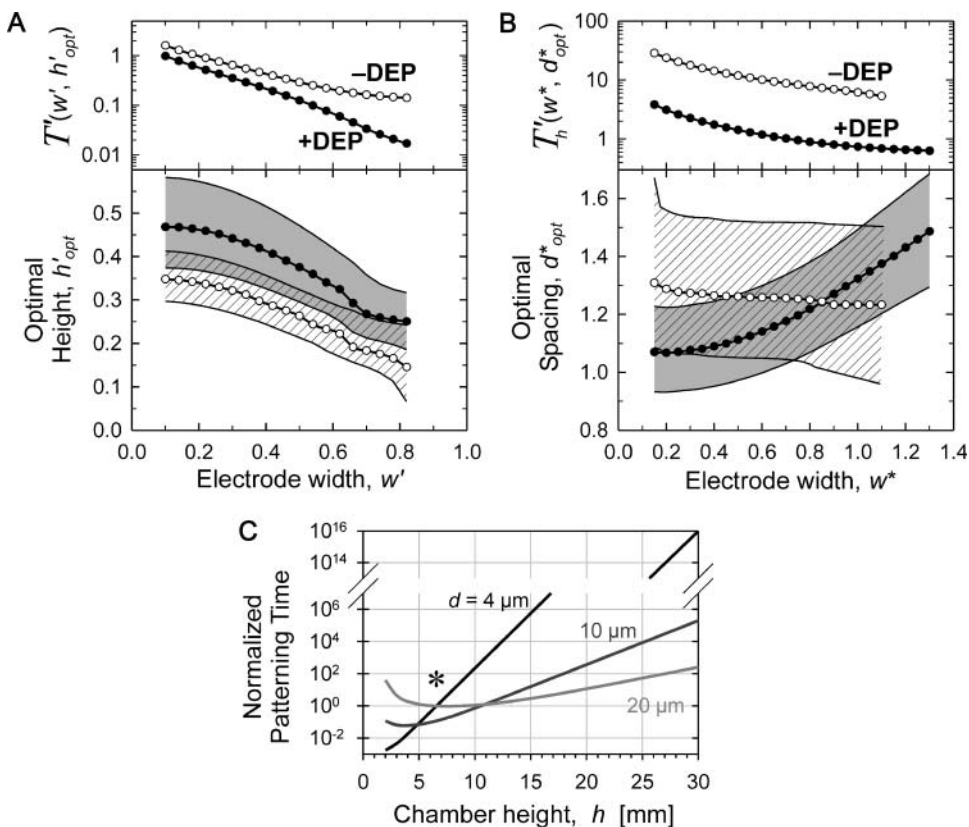 A
T'(w', h'opt)
1
0.1
0.01
–DEP
+DEP
Optimal
Height, h'opt
0.5
0.4
0.3
0.2
0.1
0.0
0.0 0.2 0.4 0.6 0.8 1.0
Electrode width, w'
B
T'h(w*, d*opt)
100
10
1
–DEP
+DEP
Optimal
Spacing, d*opt
1.6
1.4
1.2
1.0
0.8
0.0 0.2 0.4 0.6 0.8 1.0 1.2 1.4
Electrode width, w*
C
Normalized
Patterning Time
10^16
10^14
10^6
10^4
10^2
10^0
10^-2
d = 4 μm
10 μm
*
20 μm
0 5 10 15 20 25 30
Chamber height, h [mm]